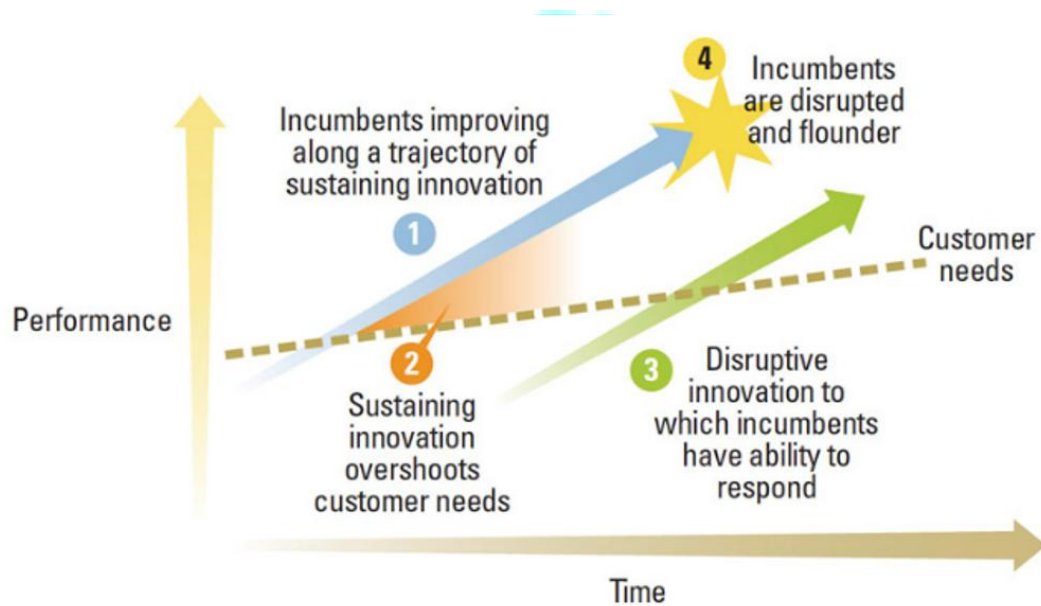 4
Incumbents
are disrupted
and flounder
Incumbents improving
along a trajectory of
sustaining innovation
1
Customer
needs
Performance
2
Sustaining
innovation
overshoots
customer needs
3
Disruptive
innovation to
which incumbents
have ability to
respond
Time